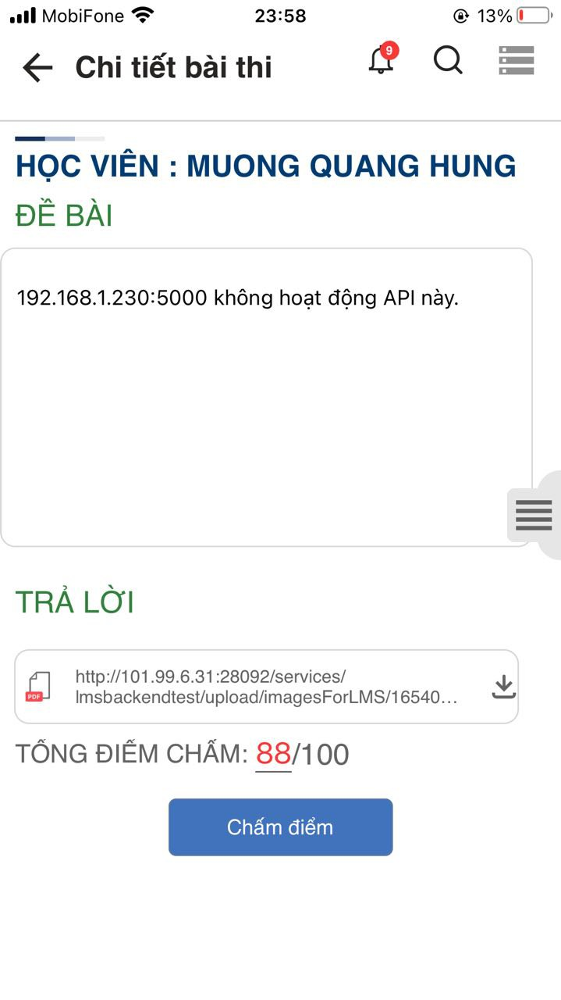 MobiFone 23:58 13%
Chi tiết bài thi
9
HỌC VIÊN : MUONG QUANG HUNG
ĐỀ BÀI
192.168.1.230:5000 không hoạt động API này.
TRẢ LỜI
PDF
http://101.99.6.31:28092/services/
lmsbackendtest/upload/imagesForLMS/16540...
TỔNG ĐIỂM CHẤM: 88/100
Chấm điểm